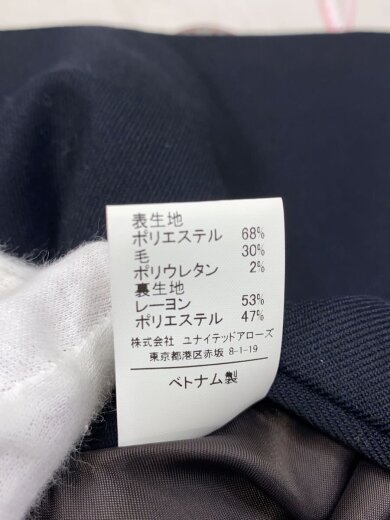 表生地
ポリエステル 68%
毛 30%
ポリウレタン 2%
裏生地
レーヨン 53%
ポリエステル 47%
株式会社 ユナイテッドアローズ
東京都港区赤坂 8-1-19
ベトナム製